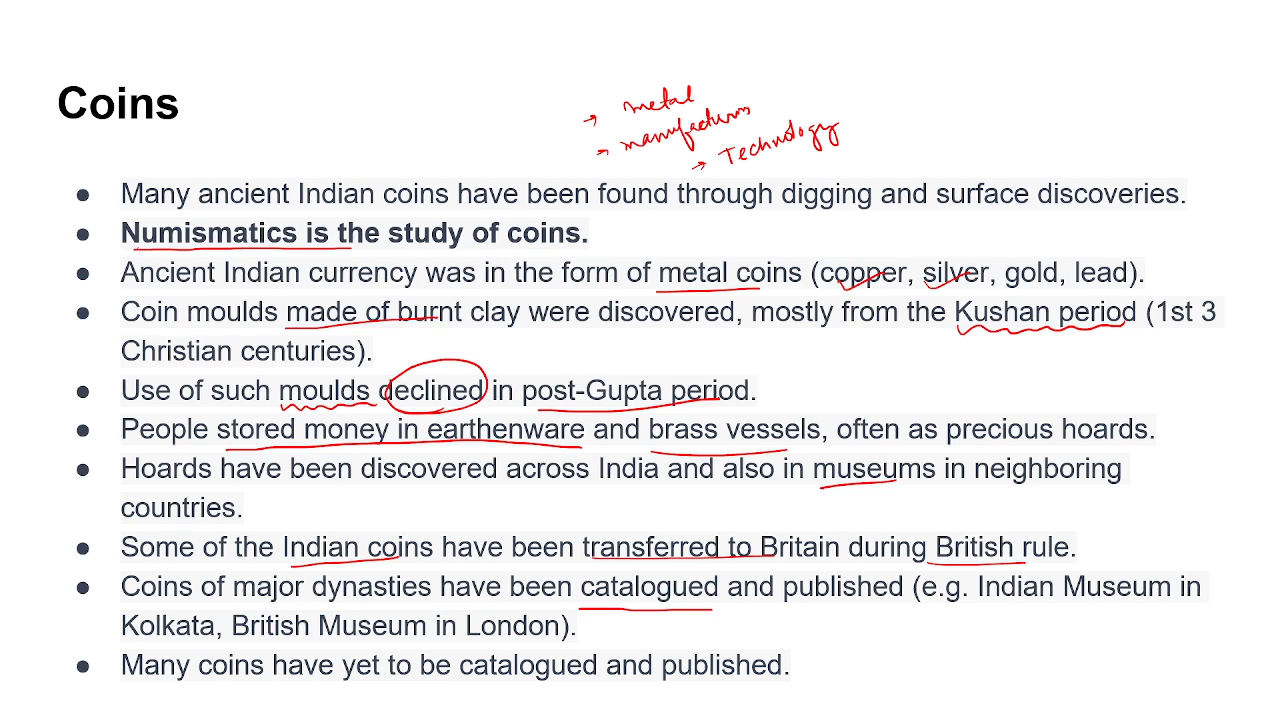 Coins
→ metal
→ manufacturing
→ Technology
● Many ancient Indian coins have been found through digging and surface discoveries.
● Numismatics is the study of coins.
● Ancient Indian currency was in the form of metal coins (copper, silver, gold, lead).
● Coin moulds made of burnt clay were discovered, mostly from the Kushan period (1st 3
Christian centuries).
● Use of such moulds declined in post-Gupta period.
● People stored money in earthenware and brass vessels, often as precious hoards.
● Hoards have been discovered across India and also in museums in neighboring
countries.
● Some of the Indian coins have been transferred to Britain during British rule.
● Coins of major dynasties have been catalogued and published (e.g. Indian Museum in
Kolkata, British Museum in London).
● Many coins have yet to be catalogued and published.